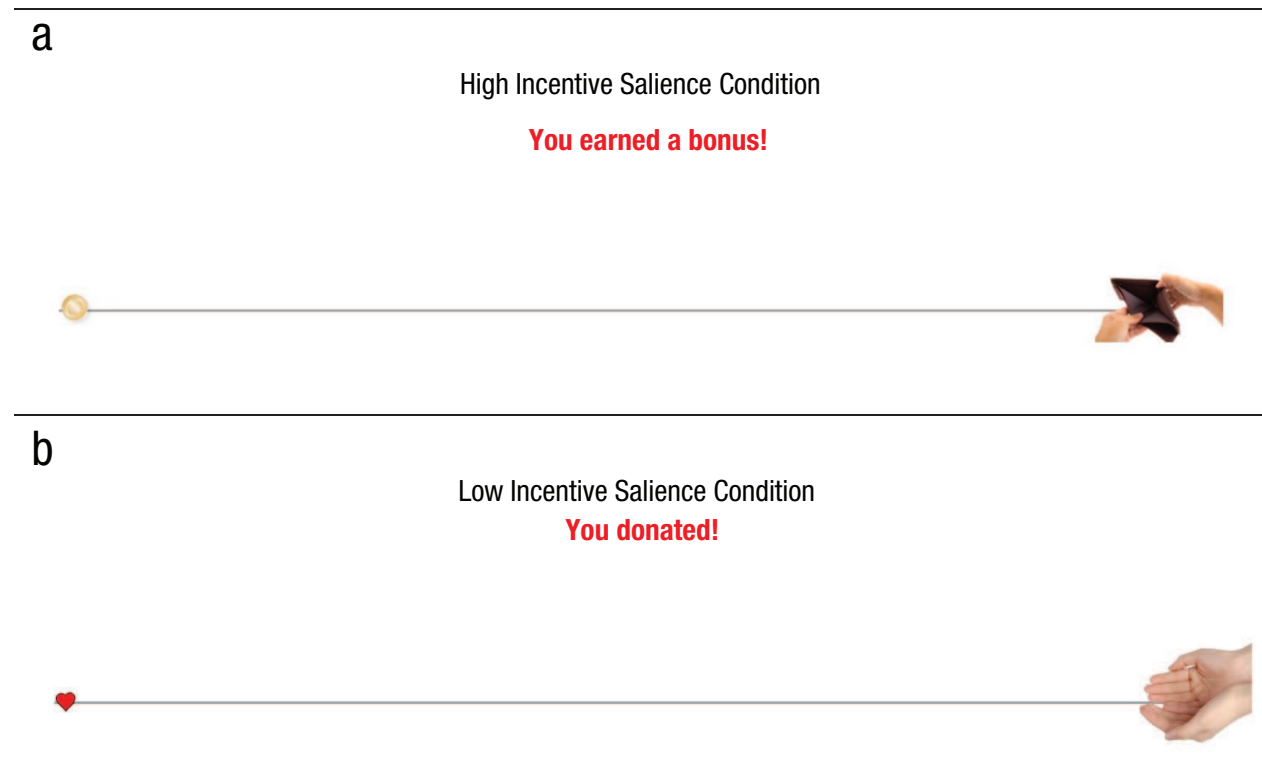 a
High Incentive Salience Condition
You earned a bonus!
b
Low Incentive Salience Condition
You donated!